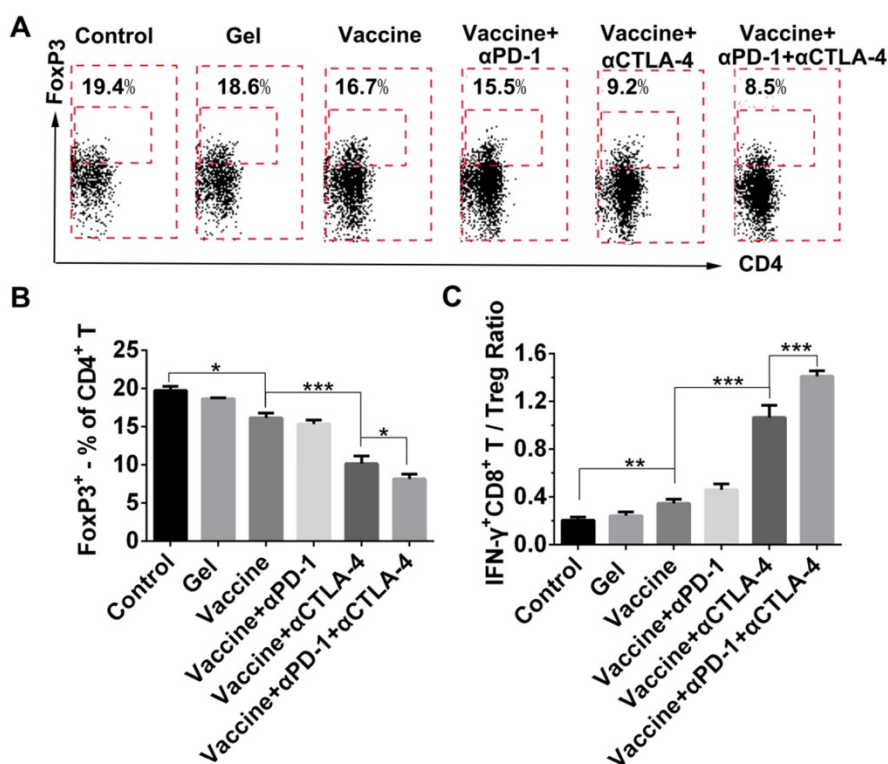 A
Control
Gel
Vaccine
Vaccine+
αPD-1
Vaccine+
αCTLA-4
Vaccine+
αPD-1+αCTLA-4
FoxP3
19.4%
18.6%
16.7%
15.5%
9.2%
8.5%
CD4
B
FoxP3⁺ - % of CD4⁺ T
25
20
15
10
5
0
*
***
*
Control
Gel
Vaccine
Vaccine+αPD-1
Vaccine+αCTLA-4
Vaccine+αPD-1+αCTLA-4
C
IFN-γ⁺CD8⁺ T / Treg Ratio
1.6
1.2
0.8
0.4
0.0
**
***
***
Control
Gel
Vaccine
Vaccine+αPD-1
Vaccine+αCTLA-4
Vaccine+αPD-1+αCTLA-4